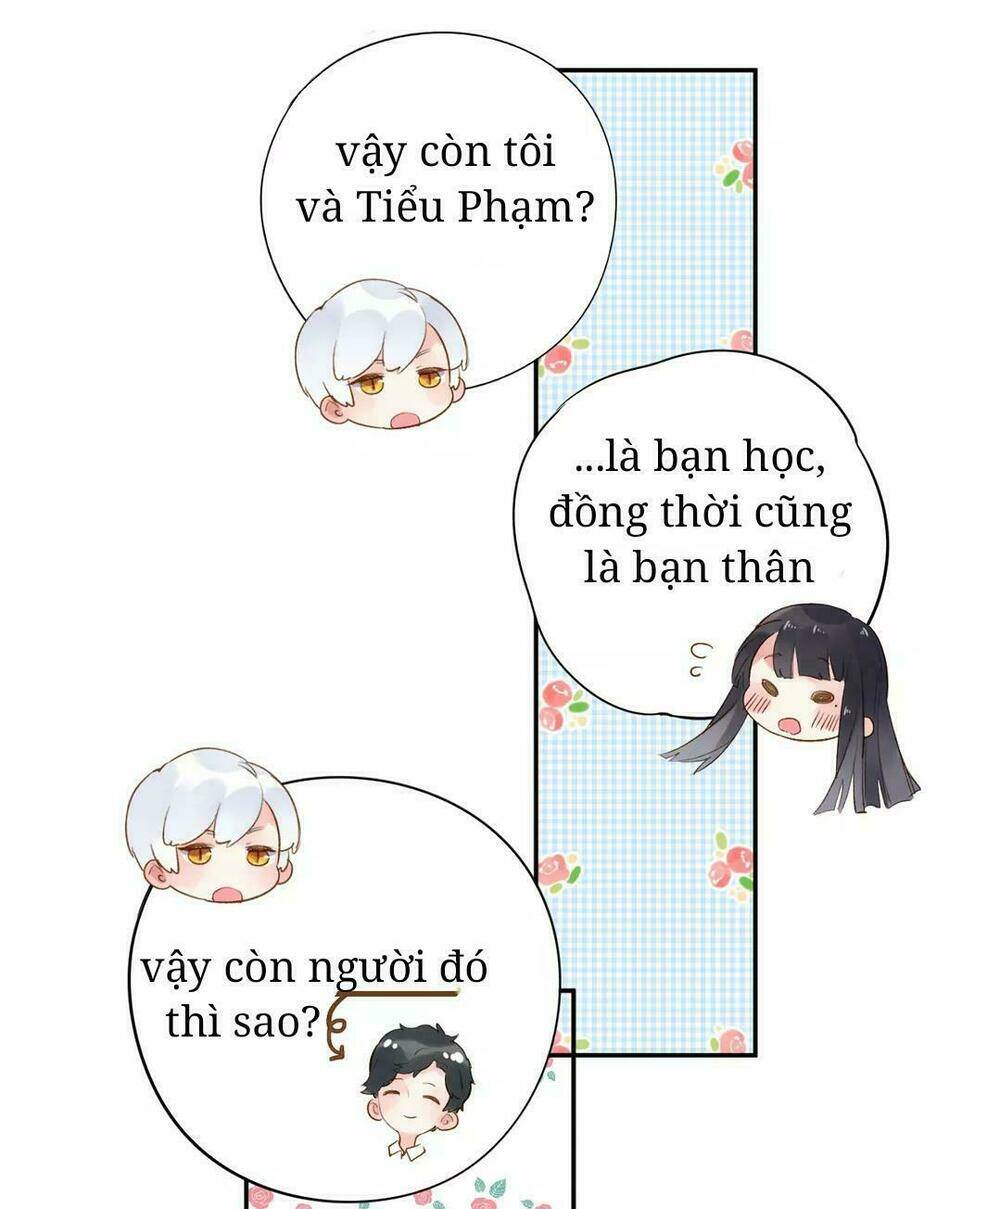 vậy còn tôi
và Tiểu Phạm?
...là bạn học,
đồng thời cũng
là bạn thân
vậy còn người đó
thì sao?